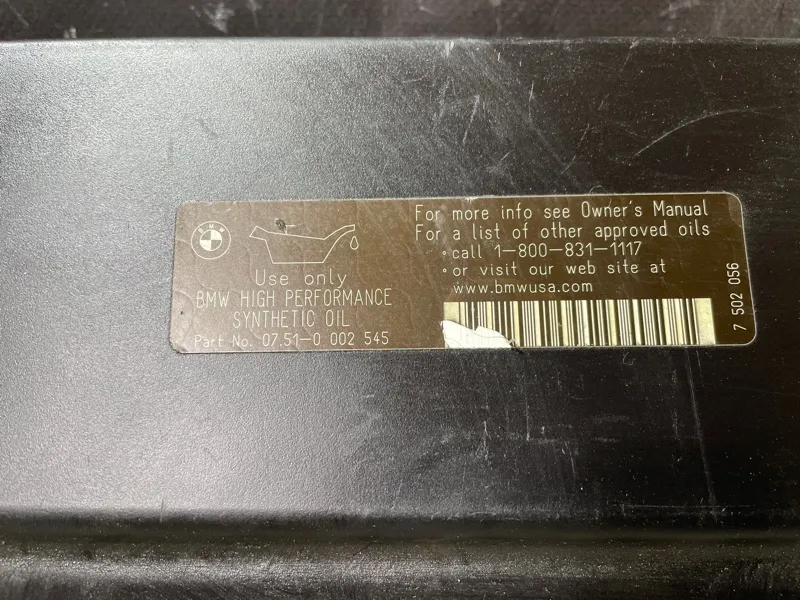 BMW
Use only
BMW HIGH PERFORMANCE
SYNTHETIC OIL
Part No. 07.51-0 002 545
For more info see Owner's Manual
For a list of other approved oils
• call 1-800-831-1117
• or visit our web site at
www.bmwusa.com
7 502 056